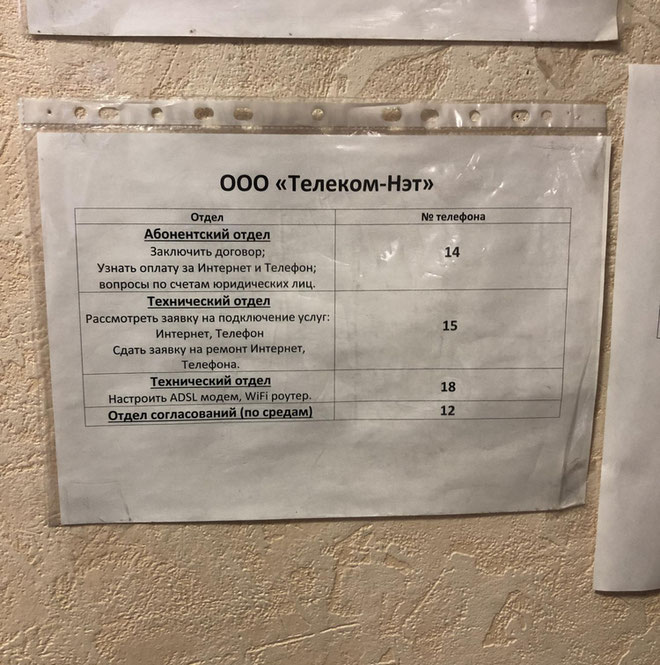 ООО «Телеком-Нэт»
Отдел
№ телефона
Абонентский отдел
Заключить договор;
Узнать оплату за Интернет и Телефон;
вопросы по счетам юридических лиц.
14
Технический отдел
Рассмотреть заявку на подключение услуг:
Интернет, Телефон
Сдать заявку на ремонт Интернет,
Телефона.
15
Технический отдел
Настроить ADSL модем, WiFi роутер.
18
Отдел согласований (по средам)
12